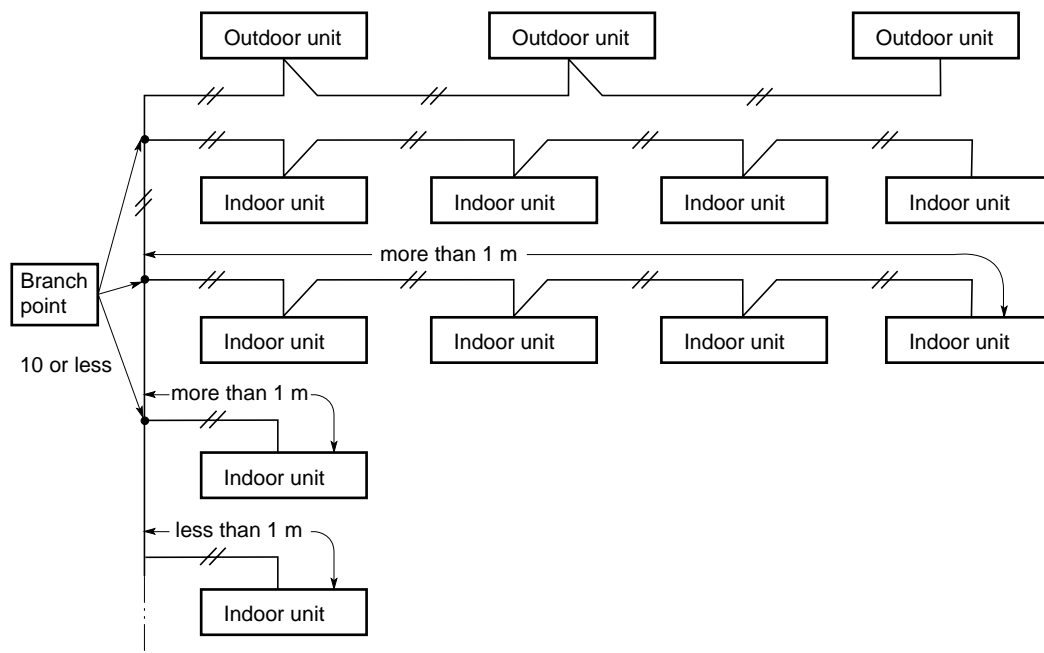 Outdoor unit Outdoor unit Outdoor unit
Indoor unit Indoor unit Indoor unit Indoor unit
more than 1 m
Branch
point
Indoor unit Indoor unit Indoor unit Indoor unit
10 or less
more than 1 m
Indoor unit
less than 1 m
Indoor unit